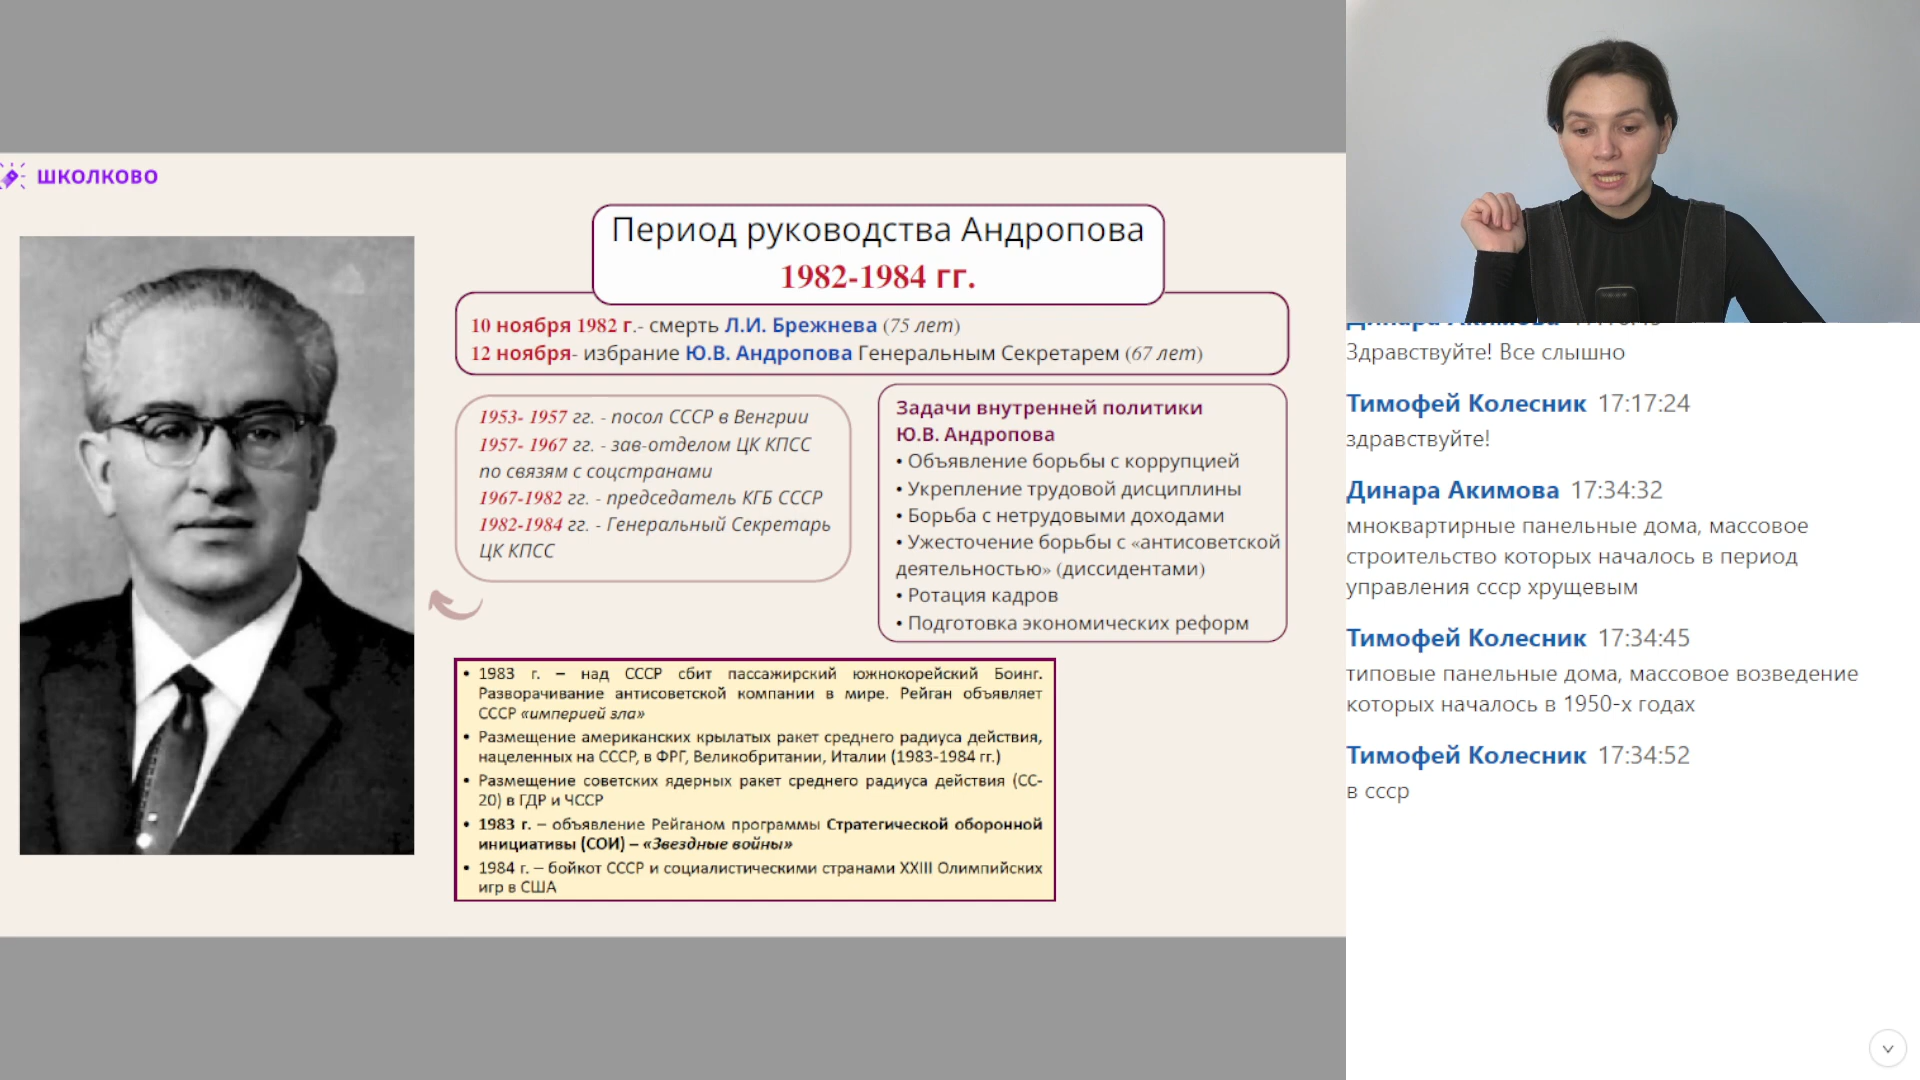 ШКОЛКОВО
Период руководства Андропова
1982-1984 гг.
10 ноября 1982 г.- смерть Л.И. Брежнева (75 лет)
12 ноября- избрание Ю.В. Андропова Генеральным Секретарем (67 лет)
1953- 1957 гг. - посол СССР в Венгрии
1957- 1967 гг. - зав-отделом ЦК КПСС
по связям с соцстранами
1967-1982 гг. - председатель КГБ СССР
1982-1984 гг. - Генеральный Секретарь
ЦК КПСС
Задачи внутренней политики
Ю.В. Андропова
• Объявление борьбы с коррупцией
• Укрепление трудовой дисциплины
• Борьба с нетрудовыми доходами
• Ужесточение борьбы с «антисоветской
деятельностью» (диссидентами)
• Ротация кадров
• Подготовка экономических реформ
• 1983 г. – над СССР сбит пассажирский южнокорейский Боинг.
Разворачивание антисоветской компании в мире. Рейган объявляет
СССР «империей зла»
• Размещение американских крылатых ракет среднего радиуса действия,
нацеленных на СССР, в ФРГ, Великобритании, Италии (1983-1984 гг.)
• Размещение советских ядерных ракет среднего радиуса действия (СС-
20) в ГДР и ЧССР
• 1983 г. – объявление Рейганом программы Стратегической оборонной
инициативы (СОИ) – «Звездные войны»
• 1984 г. – бойкот СССР и социалистическими странами XXIII Олимпийских
игр в США
Динара Акимова
Здравствуйте! Все слышно
Тимофей Колесник 17:17:24
здравствуйте!
Динара Акимова 17:34:32
мноквартирные панельные дома, массовое
строительство которых началось в период
управления ссср хрущевым
Тимофей Колесник 17:34:45
типовые панельные дома, массовое возведение
которых началось в 1950-х годах
Тимофей Колесник 17:34:52
в ссср